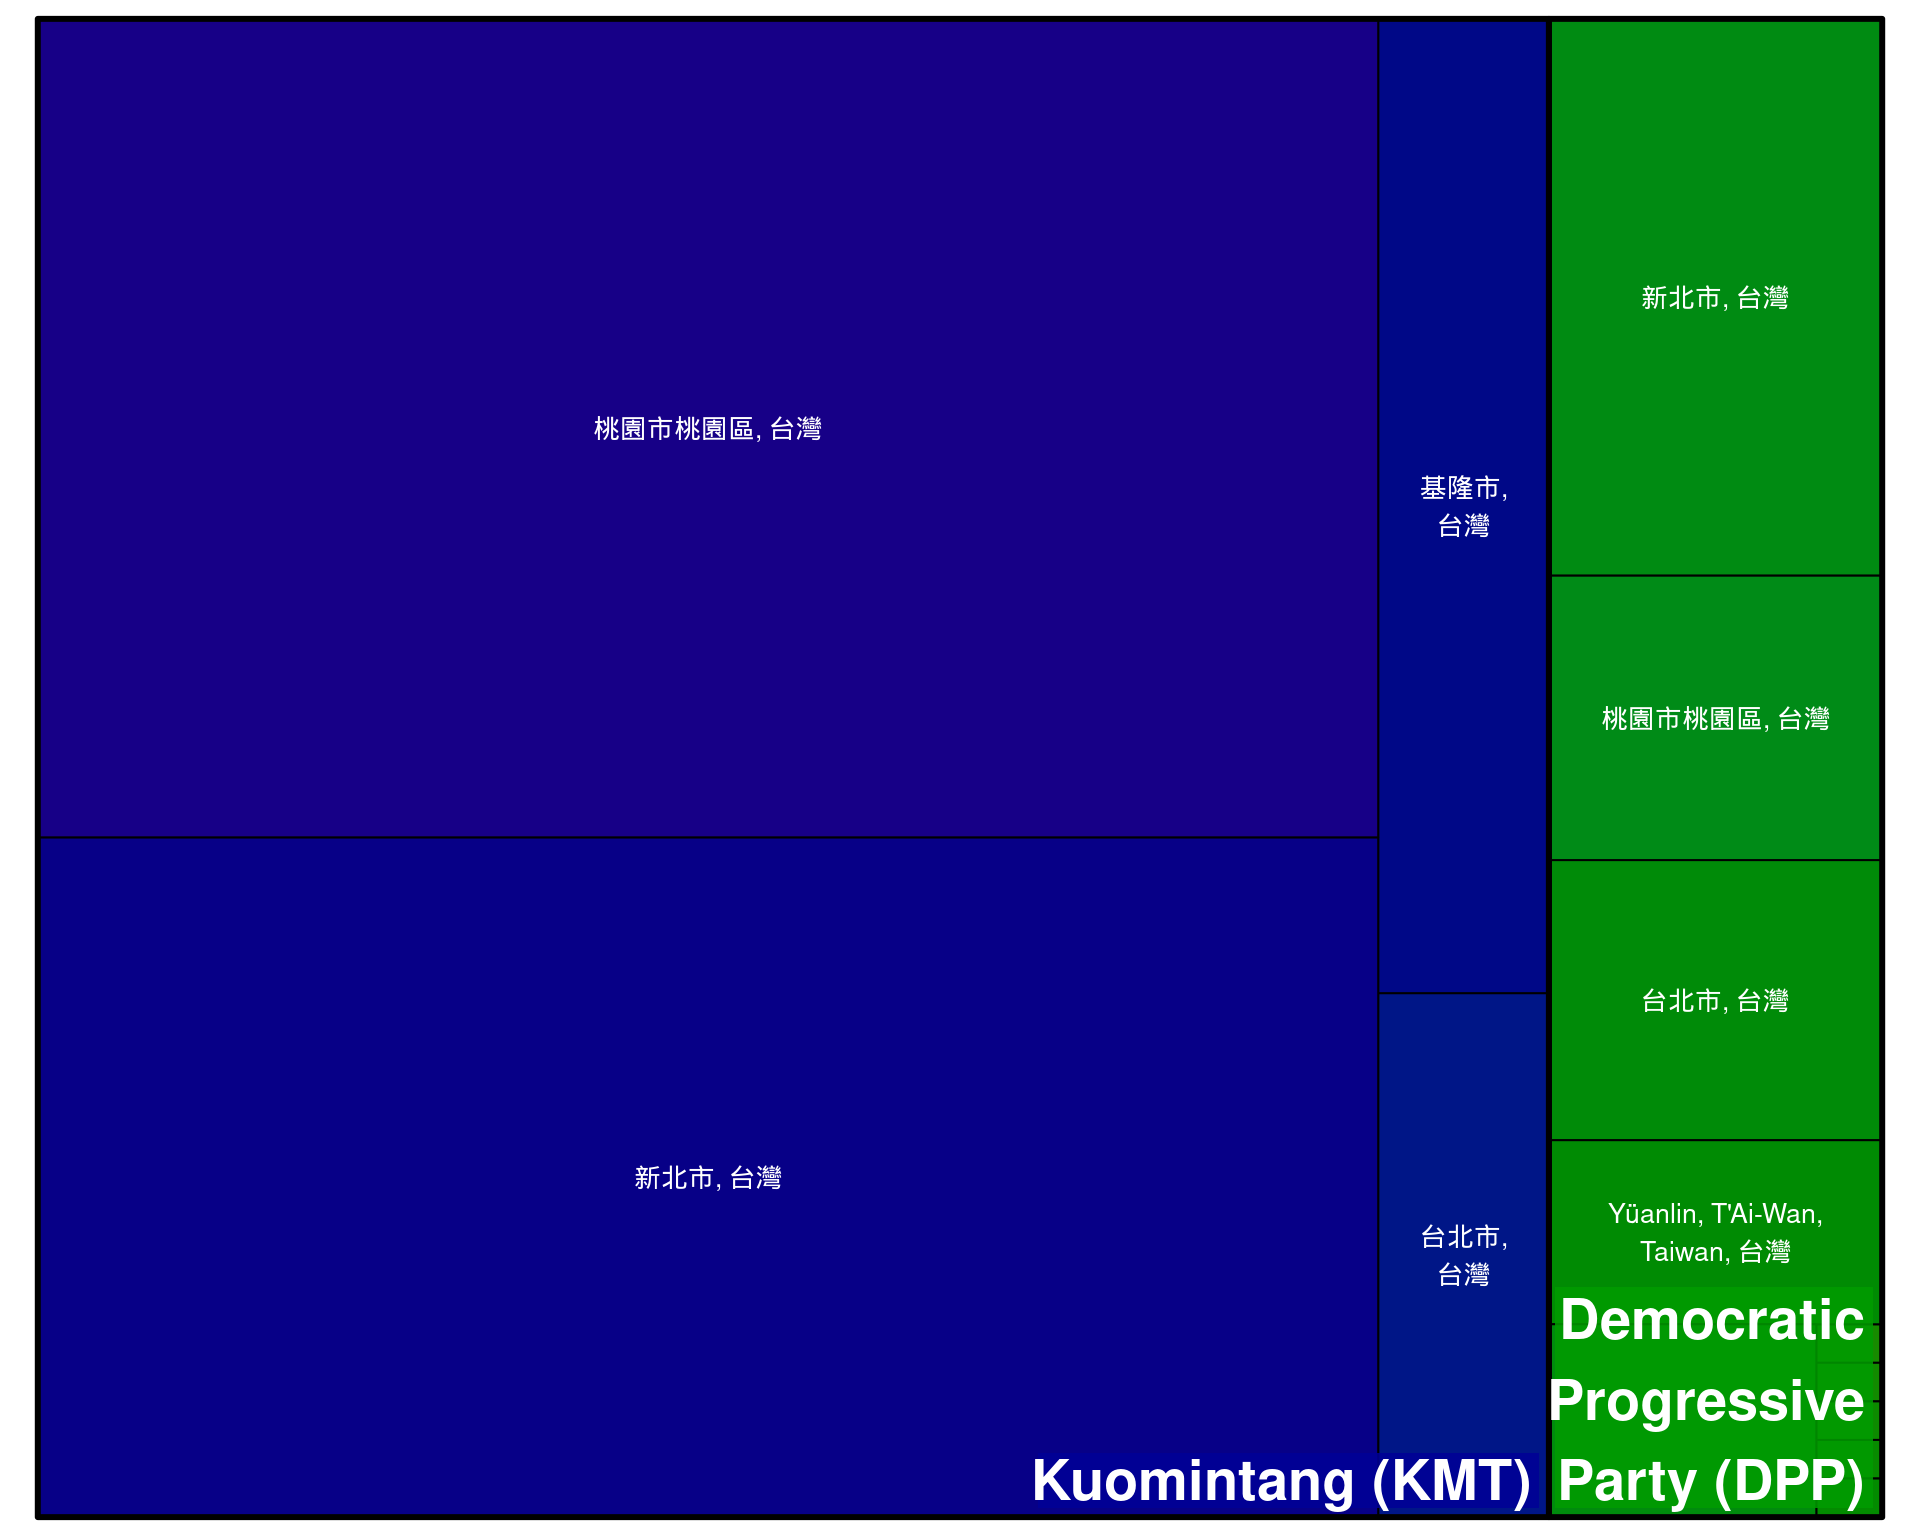 桃園市桃園區, 台灣
新北市, 台灣
基隆市,
台灣
台北市,
台灣
Kuomintang (KMT)
新北市, 台灣
桃園市桃園區, 台灣
台北市, 台灣
Yüanlin, T'Ai-Wan,
Taiwan, 台灣
Democratic
Progressive
Party (DPP)